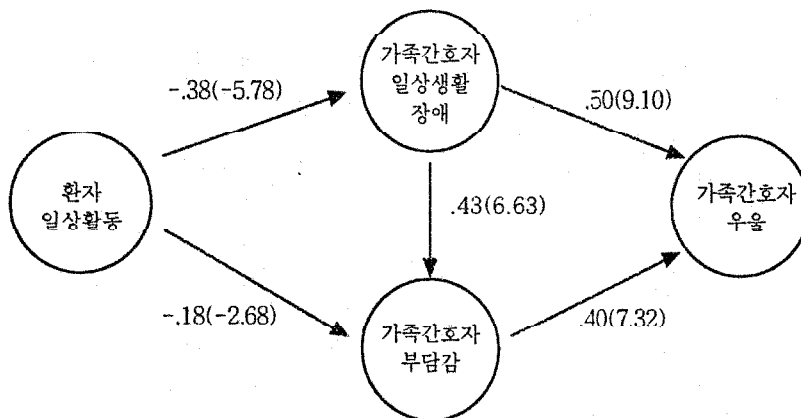 가족간호자
일상생활
장애
-.38(-5.78)
.50(9.10)
환자
일상활동
.43(6.63)
가족간호자
우울
-.18(-2.68)
가족간호자
부담감
.40(7.32)